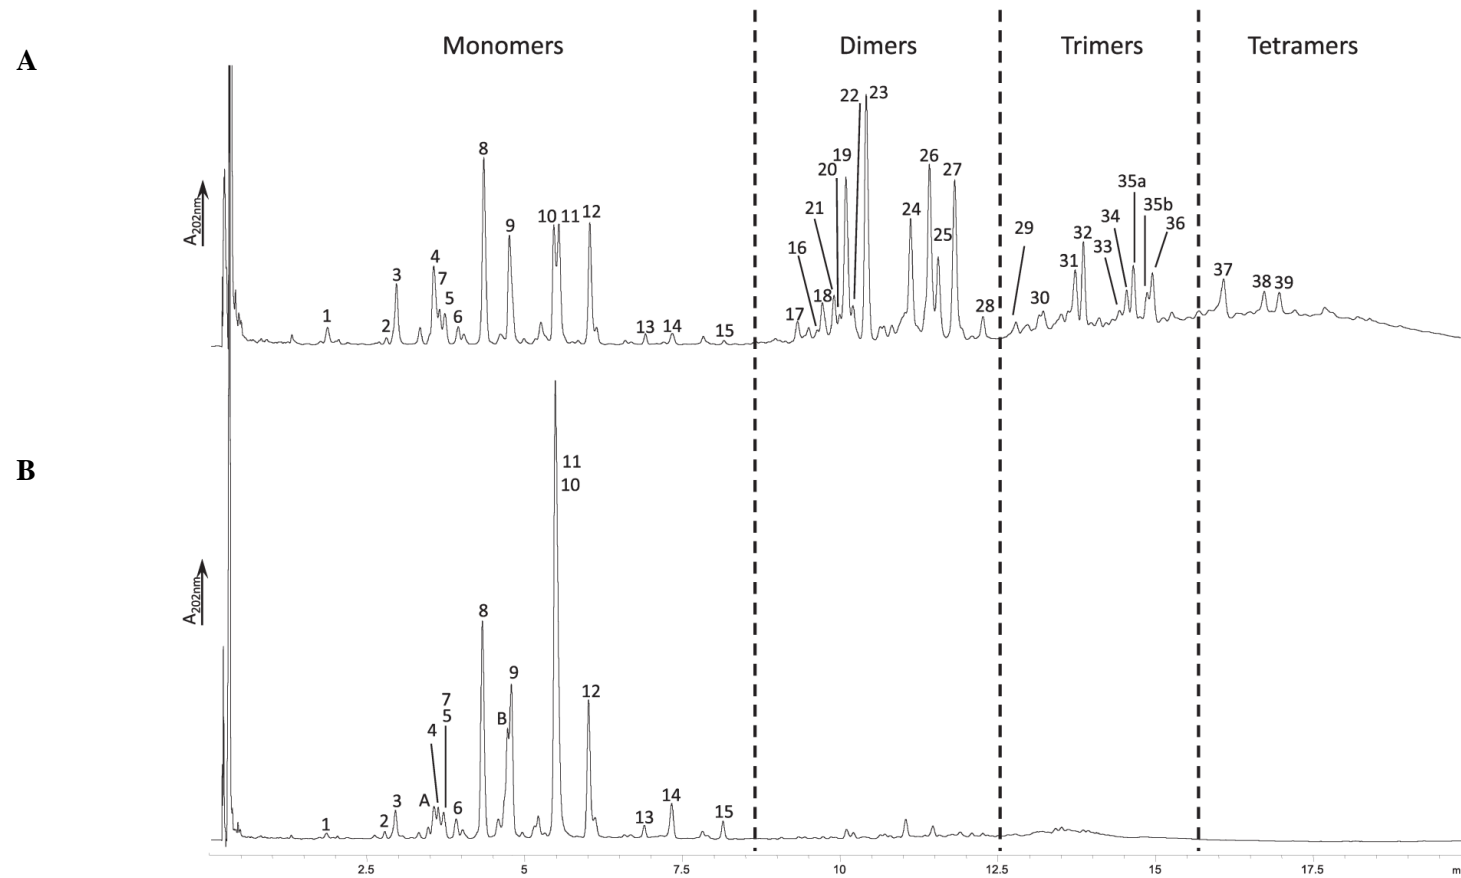 Monomers Dimers Trimers Tetramers
A
A202nm
1 2 3 4 7 5 6 8 9 10 11 12 13 14 15
16 17 18 21 20 19 22 23 24 25 26 27 28
29 30 31 32 33 34 35a 35b 36
37 38 39
B
A202nm
1 2 3 A 4 7 5 6 8 B 9 11 10 12 13 14 15
2.5 5 7.5 10 12.5 15 17.5 m